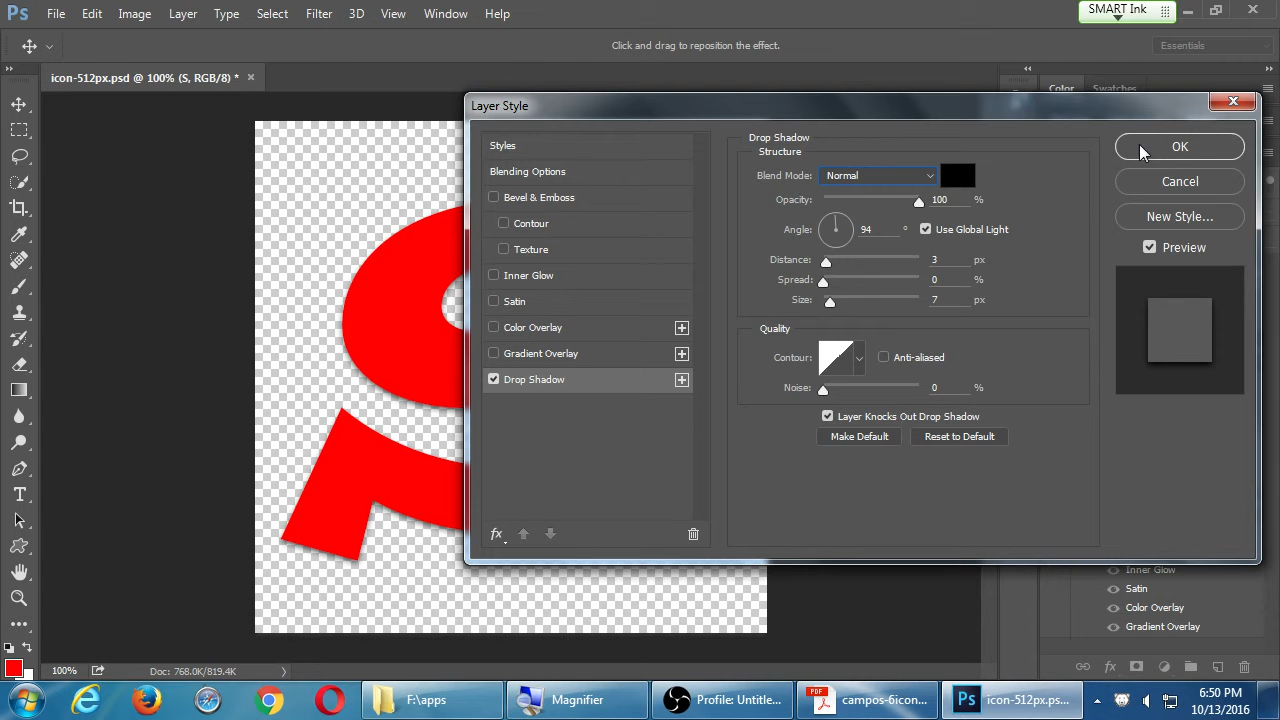 Ps File Edit Image Layer Type Select Filter 3D View Window Help
SMART Ink
Click and drag to reposition the effect.
Essentials
icon-512px.psd @ 100% (S, RGB/8) *
Color Swatches
Layer Style
Styles
Blending Options
Bevel & Emboss
Contour
Texture
Inner Glow
Satin
Color Overlay
Gradient Overlay
Drop Shadow
fx
Drop Shadow
Structure
Blend Mode: Normal
Opacity: 100 %
Angle: 94 ° Use Global Light
Distance: 3 px
Spread: 0 %
Size: 7 px
Quality
Contour: Anti-aliased
Noise: 0 %
Layer Knocks Out Drop Shadow
Make Default Reset to Default
OK
Cancel
New Style...
Preview
Inner Glow
Satin
Color Overlay
Gradient Overlay
fx
100% Doc: 768.0K/819.4K
F:\apps
Magnifier
Profile: Untitle...
PDF campos-6icon...
Ps icon-512px.ps...
6:50 PM
10/13/2016